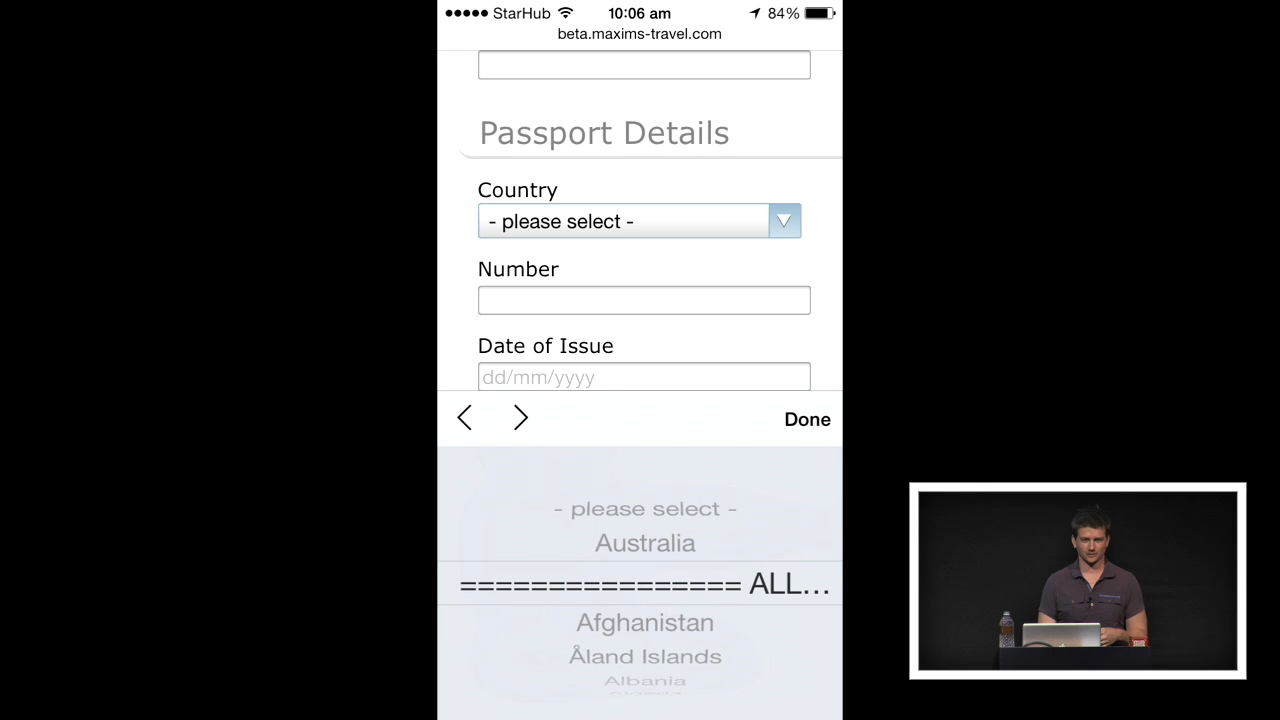 StarHub 10:06 am 84%
beta.maxims-travel.com
Passport Details
Country
- please select -
Number
Date of Issue
dd/mm/yyyy
Done
- please select -
Australia
================ ALL...
Afghanistan
Åland Islands
Albania